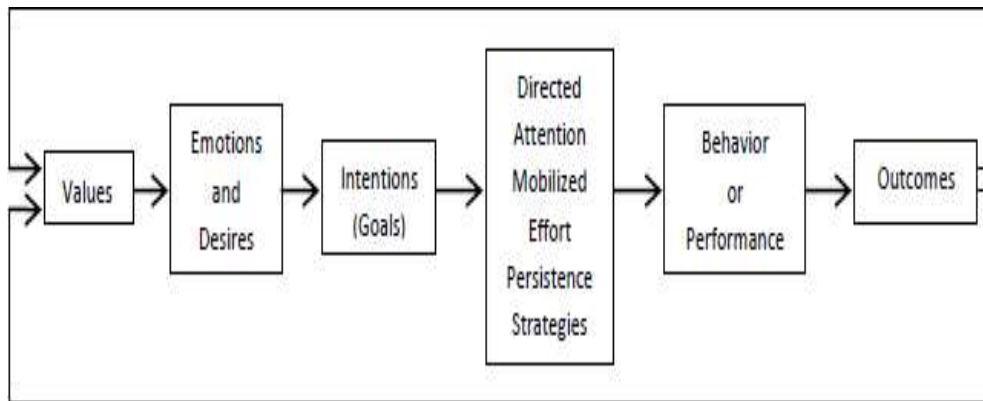 Values
Emotions
and
Desires
Intentions
(Goals)
Directed
Attention
Mobilized
Effort
Persistence
Strategies
Behavior
or
Performance
Outcomes